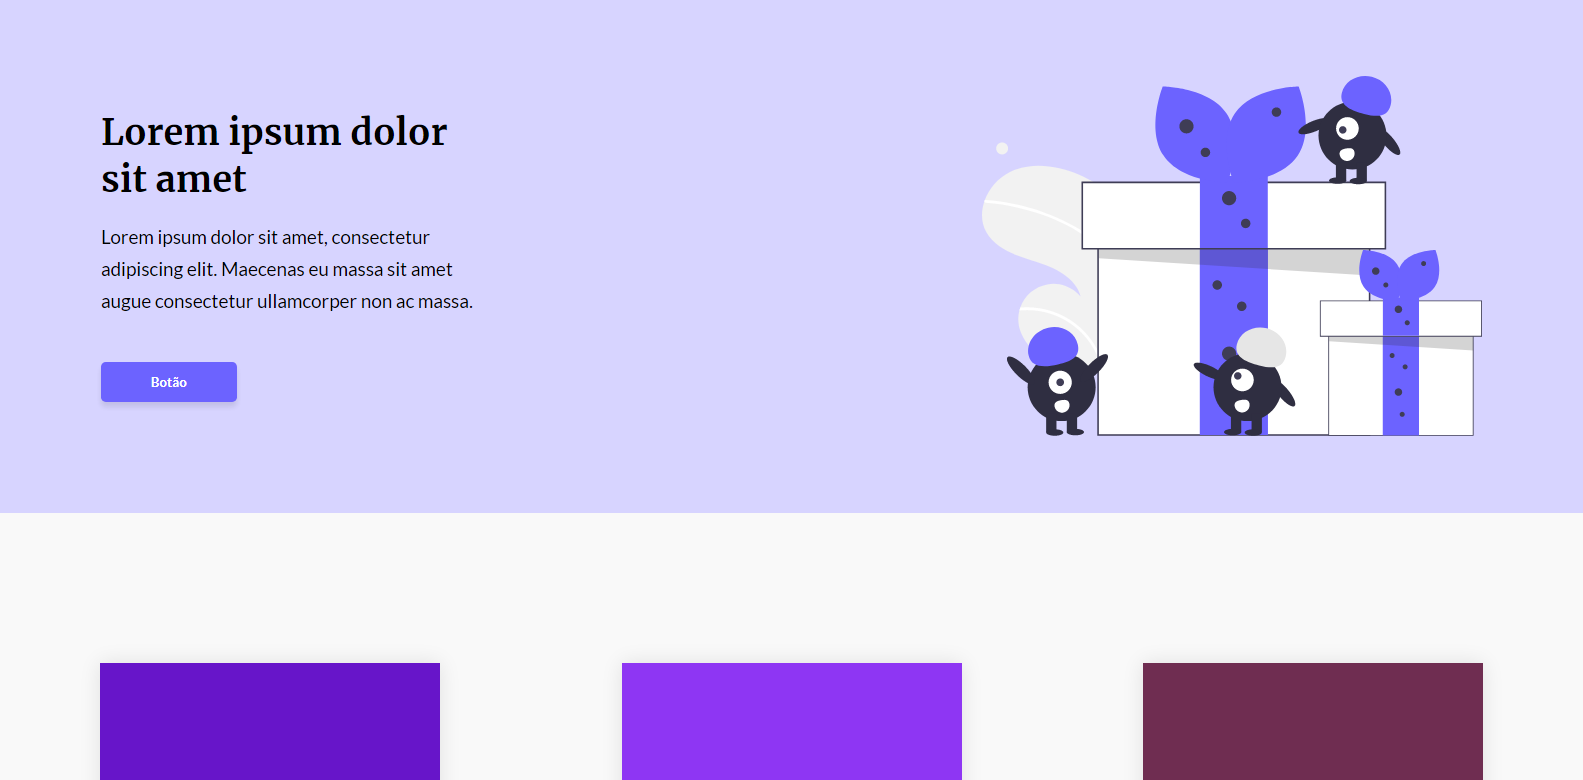 Lorem ipsum dolor
sit amet
Lorem ipsum dolor sit amet, consectetur
adipiscing elit. Maecenas eu massa sit amet
augue consectetur ullamcorper non ac massa.
Botão